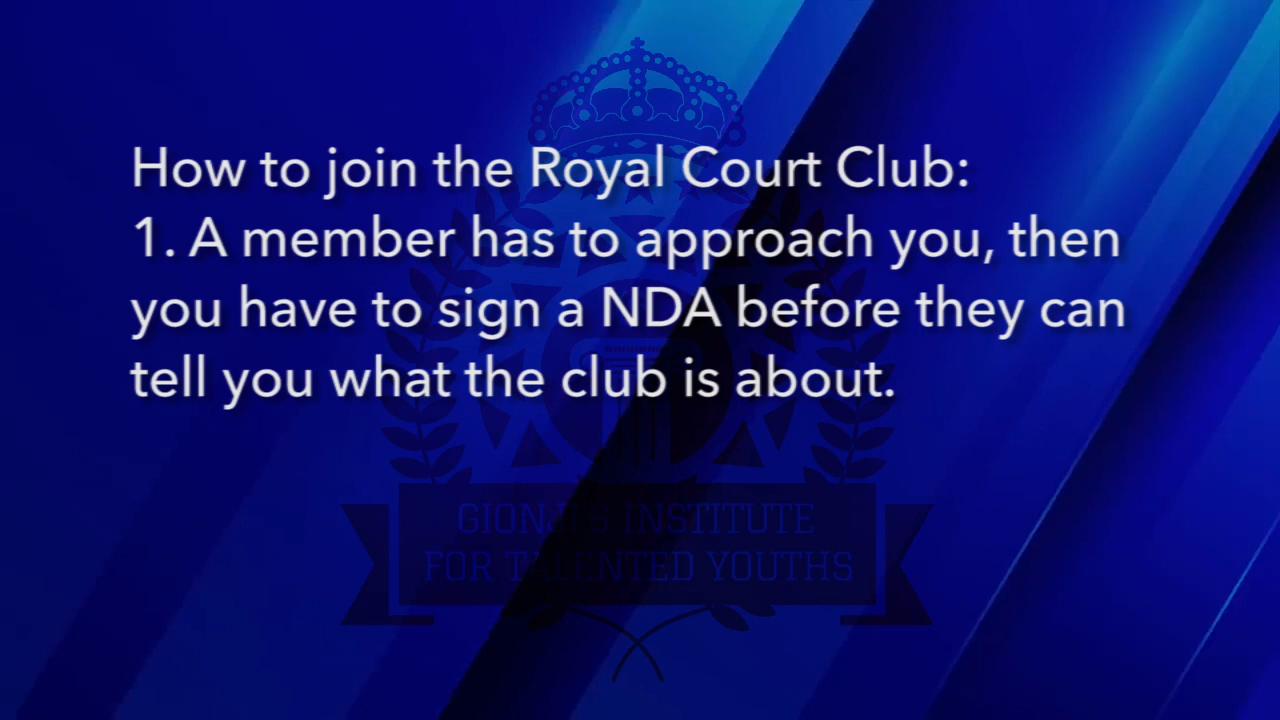 How to join the Royal Court Club:
1. A member has to approach you, then
you have to sign a NDA before they can
tell you what the club is about.
INSTITUTE
FOR TALENTED YOUTHS